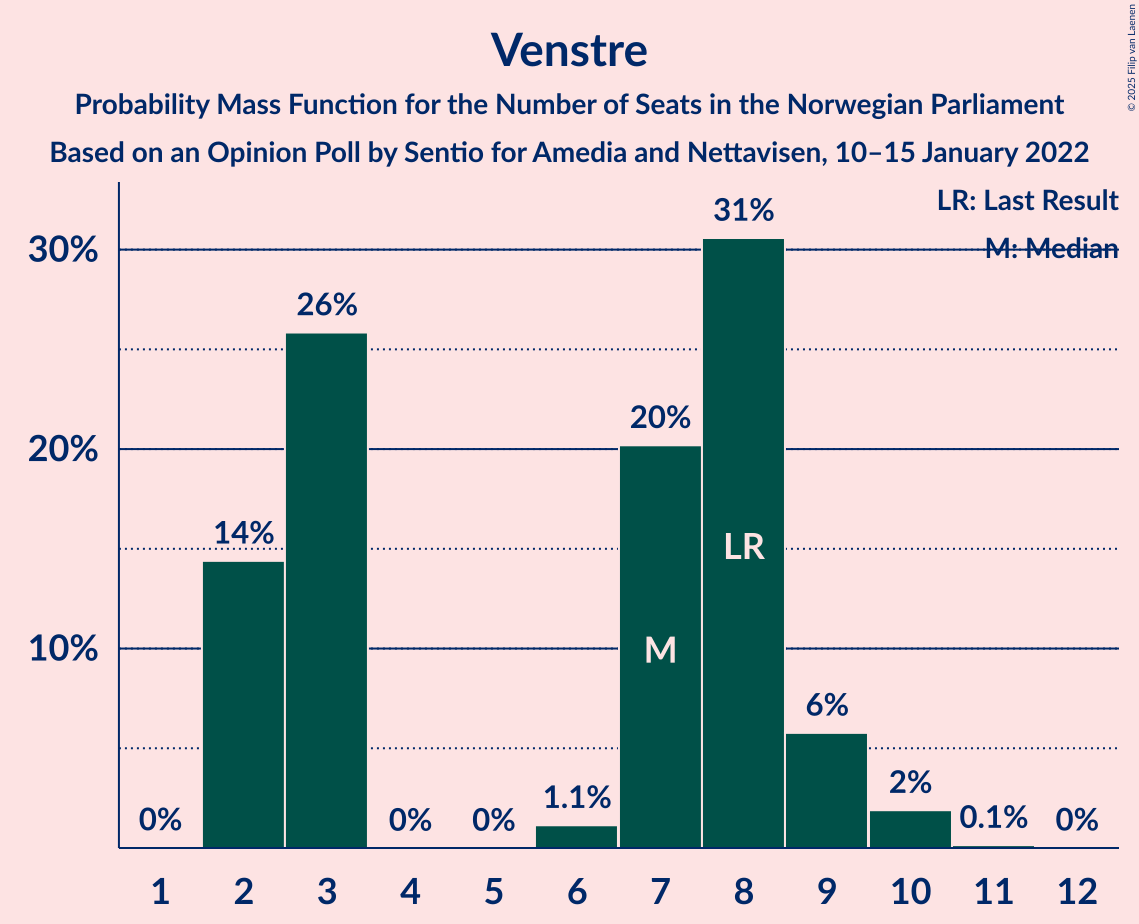 Venstre
Probability Mass Function for the Number of Seats in the Norwegian Parliament
Based on an Opinion Poll by Sentio for Amedia and Nettavisen, 10–15 January 2022
© 2025 Filip van Laenen
LR: Last Result
M: Median
30%
20%
10%
0%
14%
26%
0%
0%
1.1%
20%
31%
6%
2%
0.1%
0%
M
LR
1 2 3 4 5 6 7 8 9 10 11 12